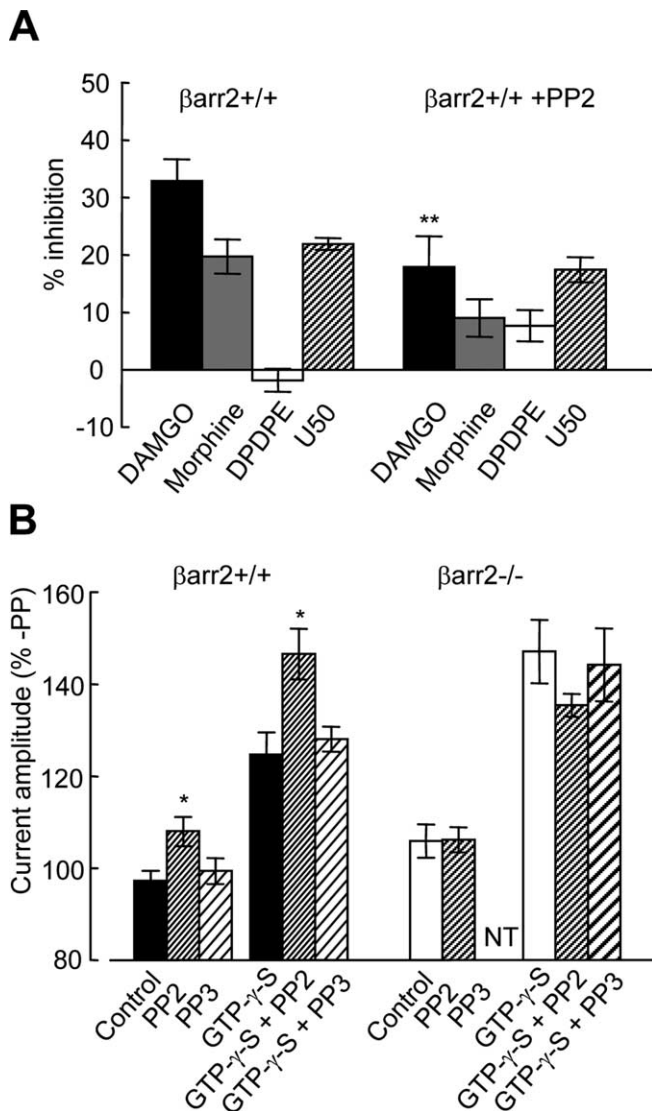 A
βarr2+/+ βarr2+/+ +PP2
% inhibition
50
40
30
20
10
0
-10
**
DAMGO Morphine DPDPE U50 DAMGO Morphine DPDPE U50
B
βarr2+/+ βarr2-/-
Current amplitude (% -PP)
160
140
120
100
80
*
*
NT
Control PP2 PP3 GTP-γ-S GTP-γ-S + PP2 GTP-γ-S + PP3 Control PP2 PP3 GTP-γ-S GTP-γ-S + PP2 GTP-γ-S + PP3